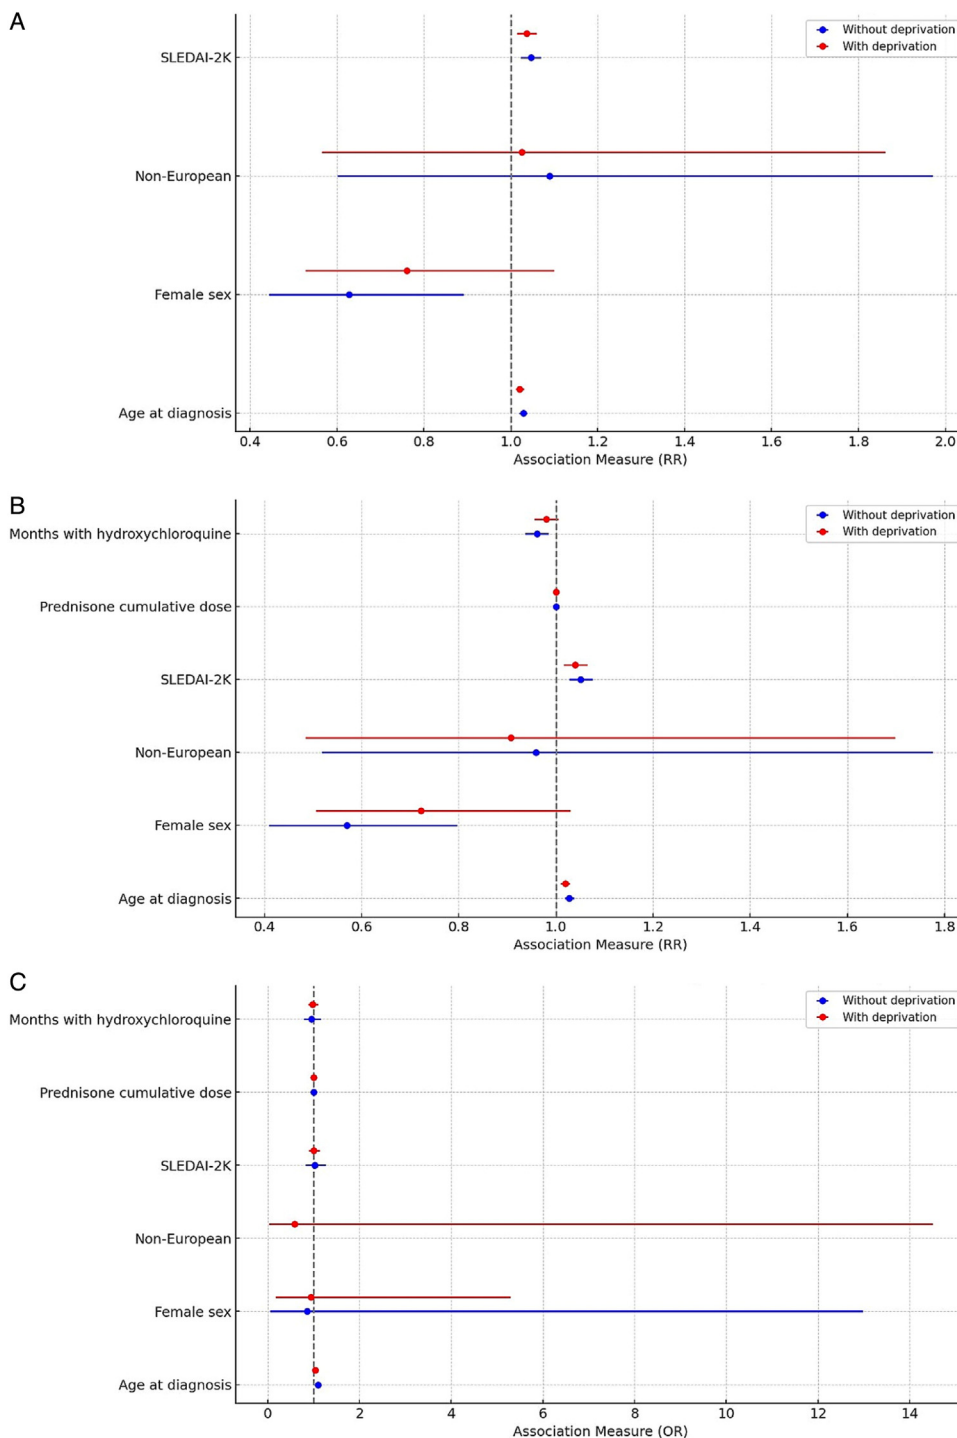 A
Without deprivation
With deprivation
SLEDAI-2K
Non-European
Female sex
Age at diagnosis
0.4 0.6 0.8 1.0 1.2 1.4 1.6 1.8 2.0
Association Measure (RR)
B
Without deprivation
With deprivation
Months with hydroxychloroquine
Prednisone cumulative dose
SLEDAI-2K
Non-European
Female sex
Age at diagnosis
0.4 0.6 0.8 1.0 1.2 1.4 1.6 1.8
Association Measure (RR)
C
Without deprivation
With deprivation
Months with hydroxychloroquine
Prednisone cumulative dose
SLEDAI-2K
Non-European
Female sex
Age at diagnosis
0 2 4 6 8 10 12 14
Association Measure (OR)